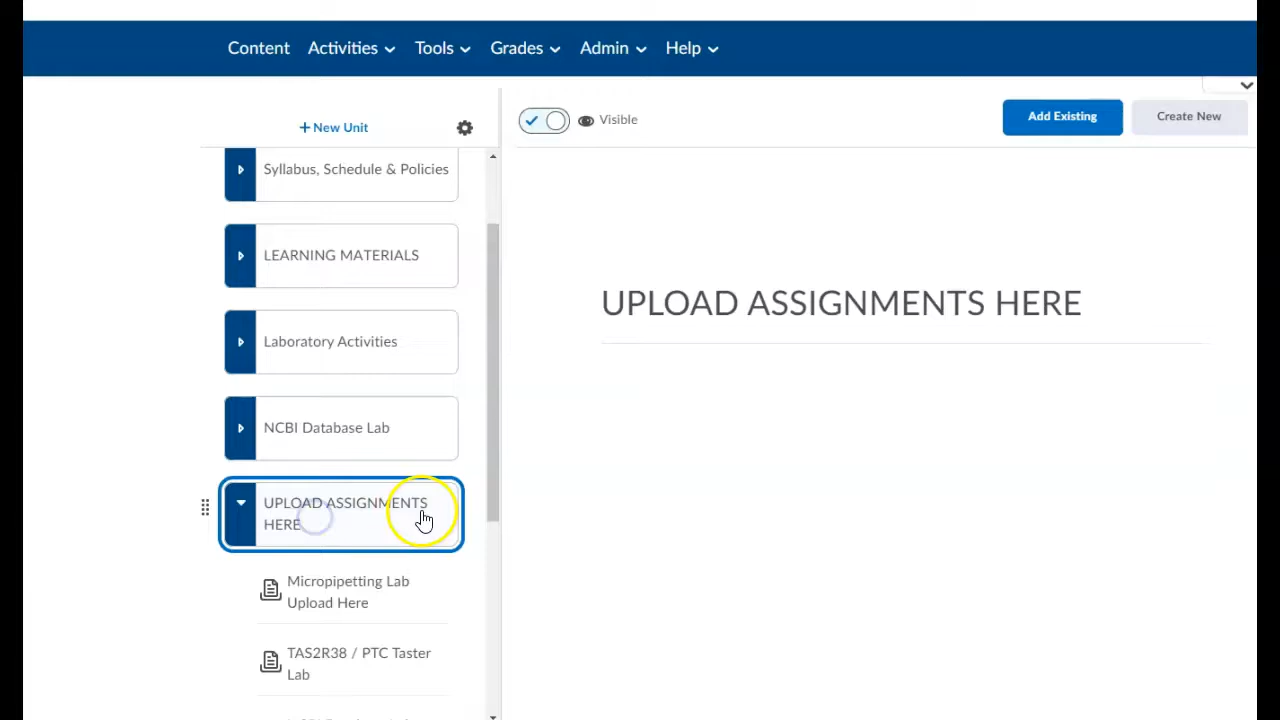 Content Activities Tools Grades Admin Help
+ New Unit
Visible
Add Existing
Create New
Syllabus, Schedule & Policies
LEARNING MATERIALS
Laboratory Activities
NCBI Database Lab
UPLOAD ASSIGNMENTS
HERE
Micropipetting Lab
Upload Here
TAS2R38 / PTC Taster
Lab
UPLOAD ASSIGNMENTS HERE